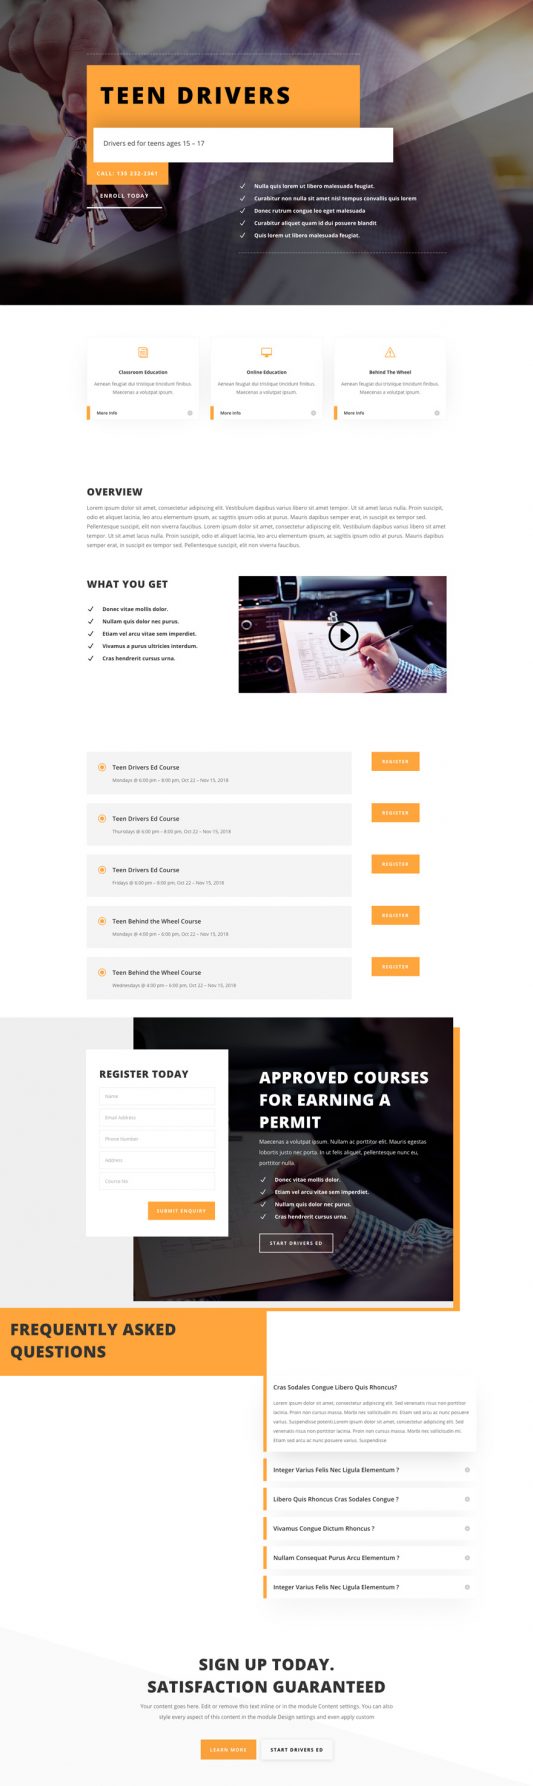 TEEN DRIVERS
Drivers ed for teens ages 15 – 17
CALL: 135 232-2361
ENROLL TODAY
Nulla quis lorem ut libero malesuada feugiat.
Curabitur non nulla sit amet nisl tempus convallis quis lorem
Donec rutrum congue leo eget malesuada
Curabitur aliquet quam id dui posuere blandit
Quis lorem ut libero malesuada feugiat.
Classroom Education
Aenean feugiat dui tristique tincidunt finibus.
Maecenas a volutpat ipsum.
More Info
Online Education
Aenean feugiat dui tristique tincidunt finibus.
Maecenas a volutpat ipsum.
More Info
Behind The Wheel
Aenean feugiat dui tristique tincidunt finibus.
Maecenas a volutpat ipsum.
More Info
OVERVIEW
Lorem ipsum dolor sit amet, consectetur adipiscing elit. Vestibulum dapibus varius libero sit amet tempor. Ut sit amet lacus nulla. Proin suscipit,
odio et aliquet iaculis, leo arcu elementum ipsum, ac sagittis ipsum odio at purus. Mauris dapibus semper erat, in suscipit ex tempor sed.
Pellentesque suscipit, elit non viverra faucibus. Lorem ipsum dolor sit amet, consectetur adipiscing elit. Vestibulum dapibus varius libero sit amet
tempor. Ut sit amet lacus nulla. Proin suscipit, odio et aliquet iaculis, leo arcu elementum ipsum, ac sagittis ipsum odio at purus. Mauris dapibus
semper erat, in suscipit ex tempor sed. Pellentesque suscipit, elit non viverra faucibus.
WHAT YOU GET
Donec vitae mollis dolor.
Nullam quis dolor nec purus.
Etiam vel arcu vitae sem imperdiet.
Vivamus a purus ultricies interdum.
Cras hendrerit cursus urna.
Teen Drivers Ed Course
Mondays @ 6:00 pm – 8:00 pm, Oct 22 – Nov 15, 2018
REGISTER
Teen Drivers Ed Course
Thursdays @ 6:00 pm – 8:00 pm, Oct 22 – Nov 15, 2018
REGISTER
Teen Drivers Ed Course
Fridays @ 6:00 pm – 8:00 pm, Oct 22 – Nov 15, 2018
REGISTER
Teen Behind the Wheel Course
Mondays @ 4:00 pm – 6:00 pm, Oct 22 – Nov 15, 2018
REGISTER
Teen Behind the Wheel Course
Wednesdays @ 4:00 pm – 6:00 pm, Oct 22 – Nov 15, 2018
REGISTER
REGISTER TODAY
Name
Email Address
Phone Number
Address
Course No
SUBMIT ENQUIRY
APPROVED COURSES
FOR EARNING A
PERMIT
Maecenas a volutpat ipsum. Nullam ac porttitor elit. Mauris egestas
lobortis justo nec porta. In ut felis aliquet, pellentesque nunc eu,
porttitor nulla.
Donec vitae mollis dolor.
Etiam vel arcu vitae sem imperdiet.
Nullam quis dolor nec purus.
Cras hendrerit cursus urna.
START DRIVERS ED
FREQUENTLY ASKED
QUESTIONS
Cras Sodales Congue Libero Quis Rhoncus?
Lorem ipsum dolor sit amet, consectetur adipiscing elit. Sed venenatis risus non porttitor
lacinia. Proin non cursus massa. Morbi nec sollicitudin mi. Etiam sed arcu ac nunc posuere
varius. Suspendisse potenti.Lorem ipsum dolor sit amet, consectetur adipiscing elit. Sed
venenatis risus non porttitor lacinia. Proin non cursus massa. Morbi nec sollicitudin mi.
Etiam sed arcu ac nunc posuere varius. Suspendisse
Integer Varius Felis Nec Ligula Elementum ?
Libero Quis Rhoncus Cras Sodales Congue ?
Vivamus Congue Dictum Rhoncus ?
Nullam Consequat Purus Arcu Elementum ?
Integer Varius Felis Nec Ligula Elementum ?
SIGN UP TODAY.
SATISFACTION GUARANTEED
Your content goes here. Edit or remove this text inline or in the module Content settings. You can also
style every aspect of this content in the module Design settings and even apply custom
LEARN MORE
START DRIVERS ED